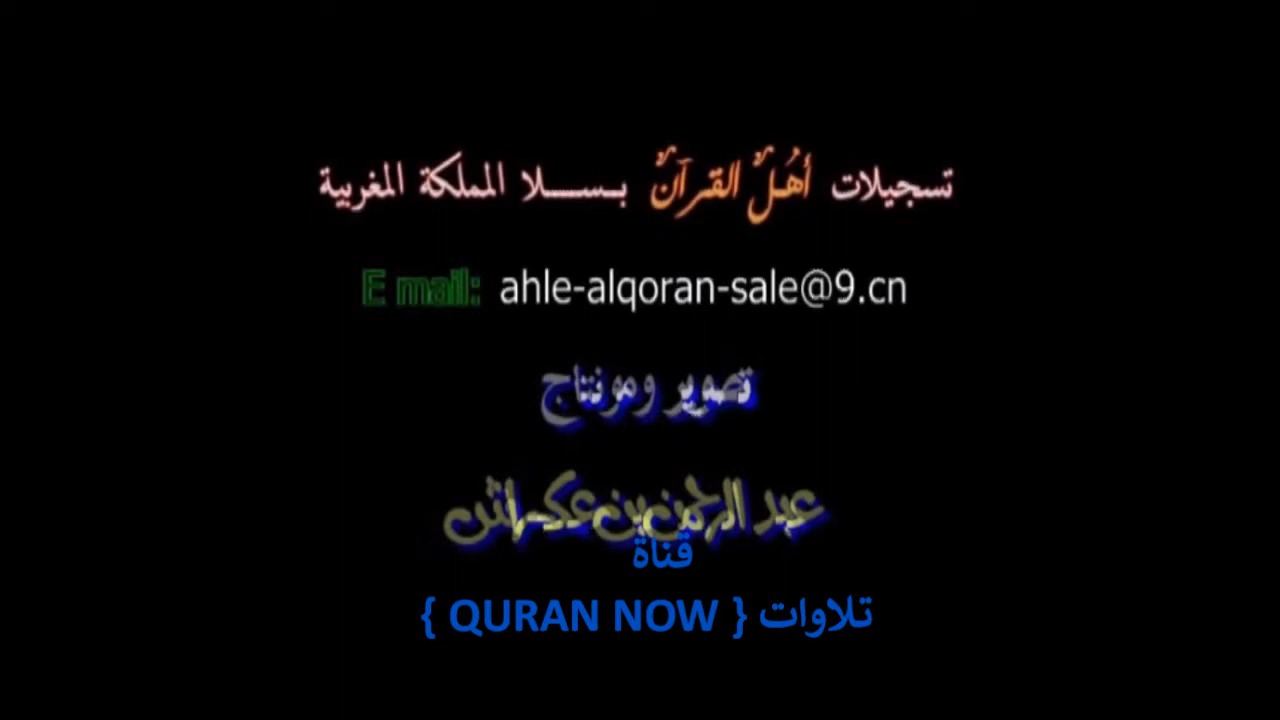 تسجيلات أهل القرآن بسلا المملكة المغربية
E mail: ahle-alqoran-sale@9.cn
تصوير ومونتاج
عبد الرحمن بن
قناة
تلاوات { QURAN NOW }